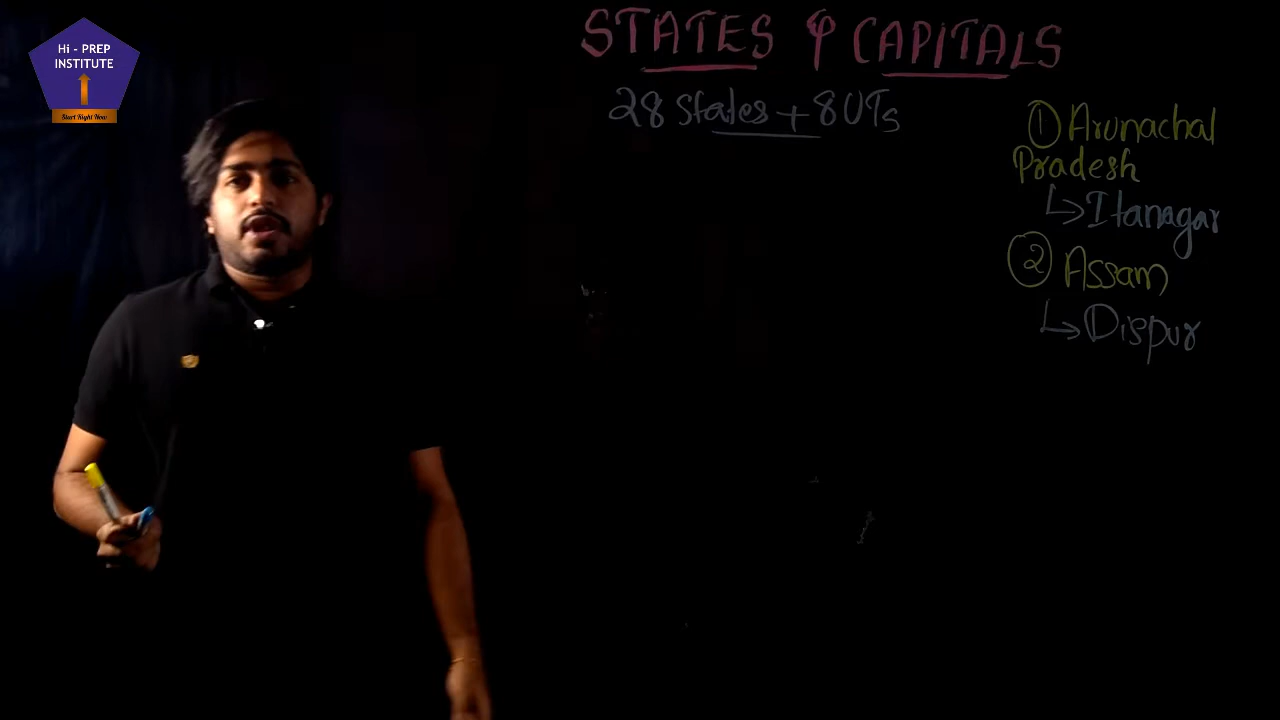 Hi - PREP
INSTITUTE
Start Right Now
STATES & CAPITALS
28 States + 8 UTs
① Arunachal
Pradesh
↳ Itanagar
② Assam
↳ Dispur